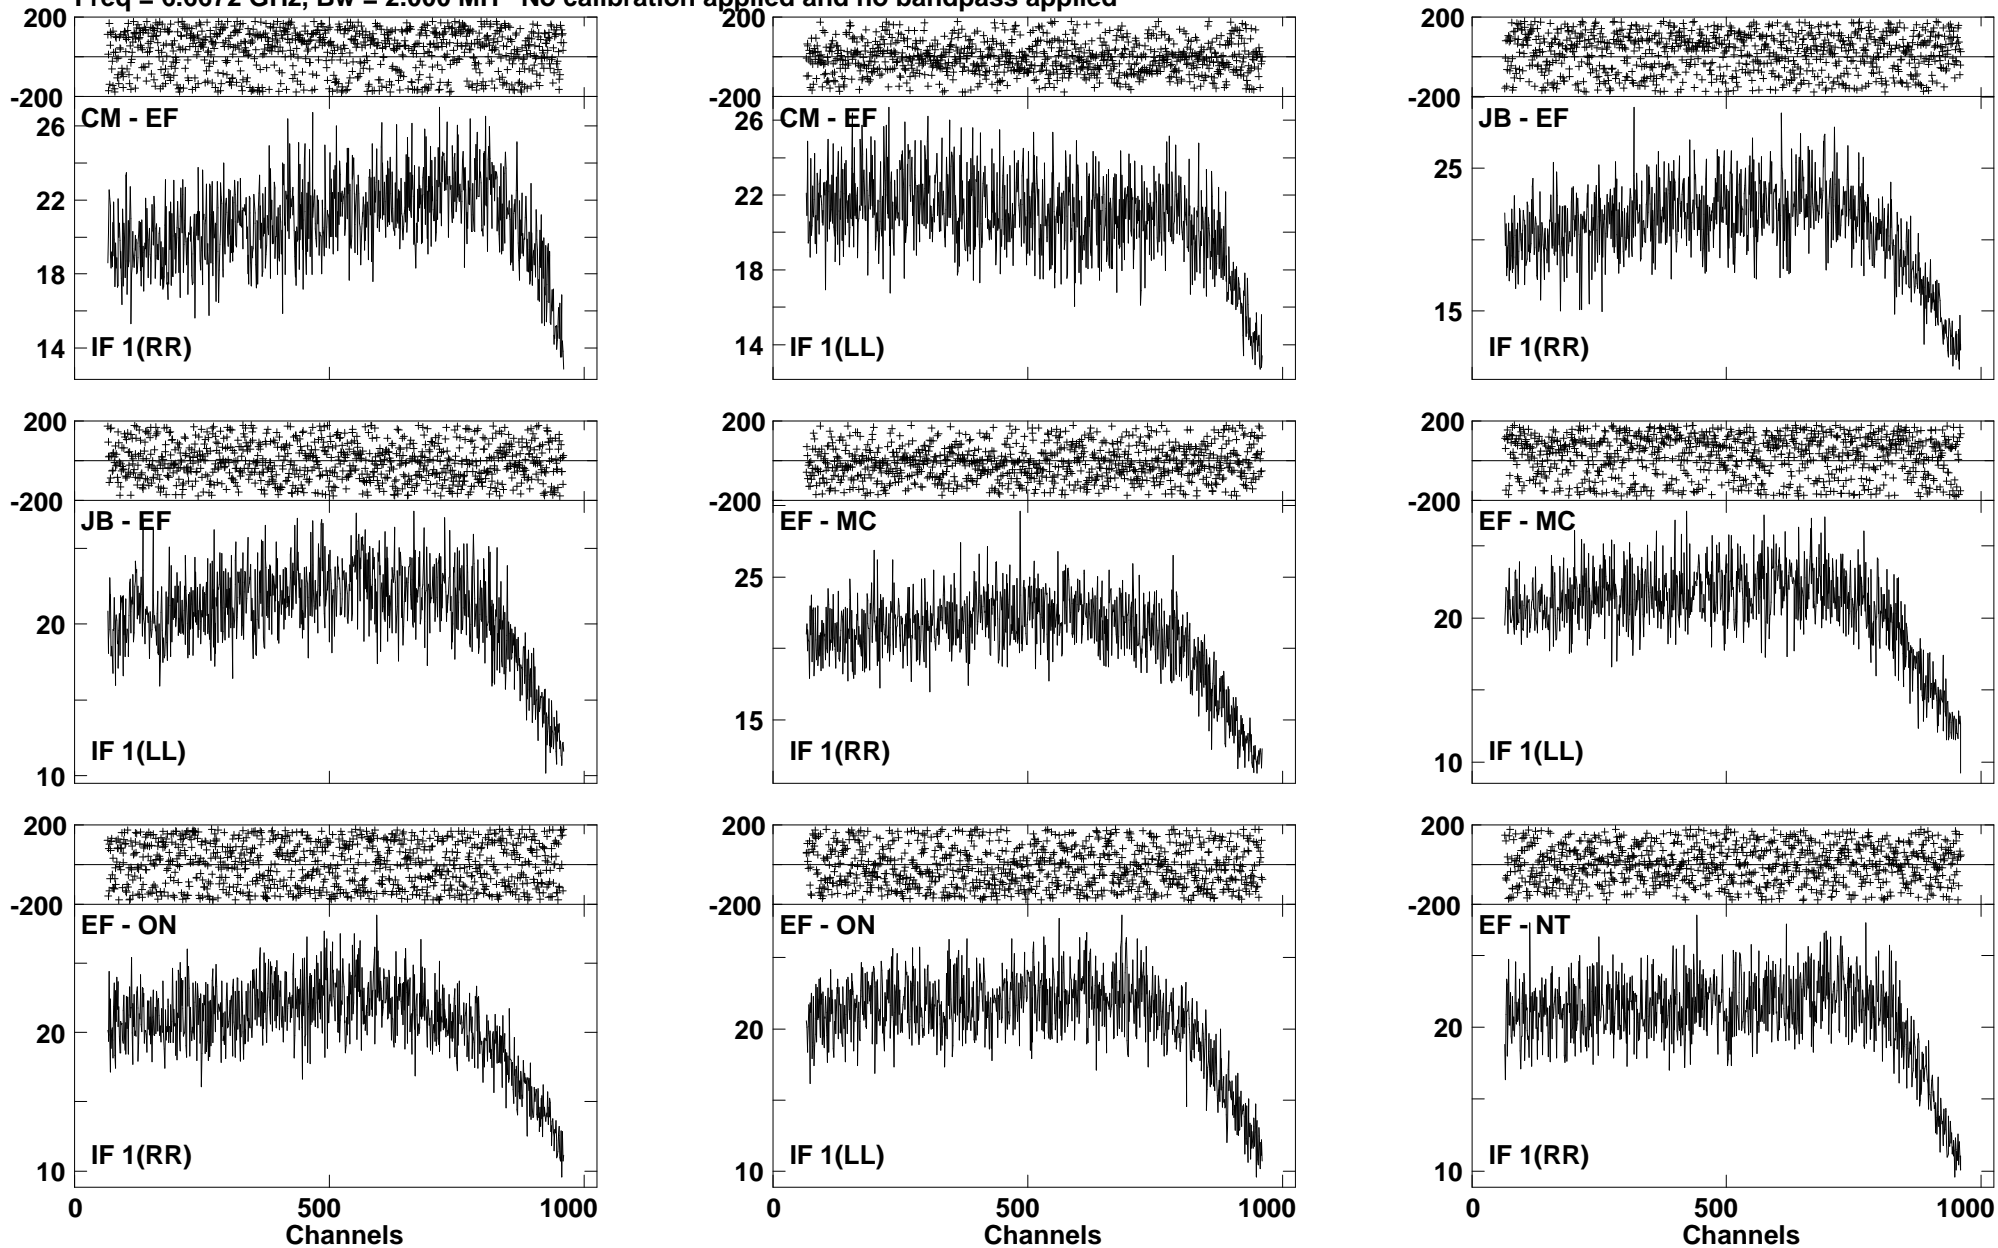 No calibration applied and no bandpass applied
200
-200
CM - EF
26
22
18
14
IF 1(RR)
200
-200
CM - EF
26
22
18
14
IF 1(LL)
200
-200
JB - EF
25
15
IF 1(RR)
200
-200
JB - EF
20
10
IF 1(LL)
200
-200
EF - MC
25
15
IF 1(RR)
200
-200
EF - MC
20
10
IF 1(LL)
200
-200
EF - ON
20
10
IF 1(RR)
0 500 1000
Channels
200
-200
EF - ON
20
10
IF 1(LL)
0 500 1000
Channels
200
-200
EF - NT
20
10
IF 1(RR)
0 500 1000
Channels